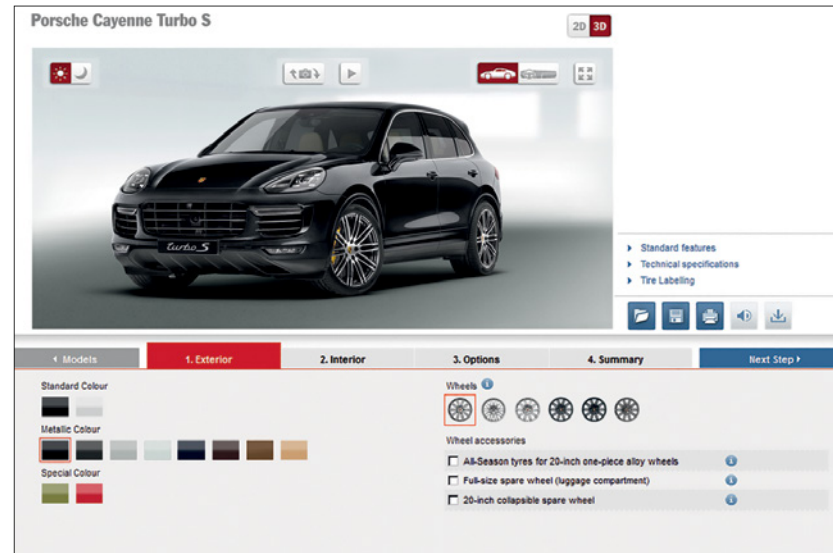 Porsche Cayenne Turbo S
2D 3D
turbo S
Standard features
Technical specifications
Tire Labeling
Models
1. Exterior
2. Interior
3. Options
4. Summary
Next Step
Standard Colour
Metallic Colour
Special Colour
Wheels i
Wheel accessories
All-Season tyres for 20-inch one-piece alloy wheels i
Full-size spare wheel (luggage compartment) i
20-inch collapsible spare wheel i